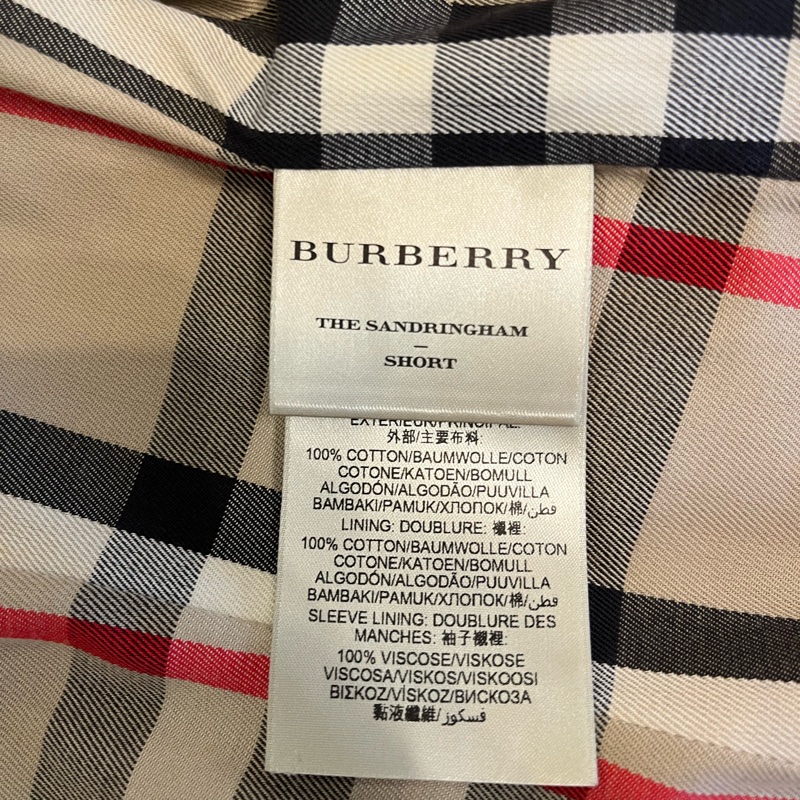 BURBERRY
THE SANDRINGHAM
–
SHORT
EXTERIEUR/PRINCIPAL:
外部/主要布料:
100% COTTON/BAUMWOLLE/COTON
COTONE/KATOEN/BOMULL
ALGODÓN/ALGODÃO/PUUVILLA
BAMBAKI/PAMUK/ХЛОПОК/棉/قطن
LINING: DOUBLURE: 襯裡:
100% COTTON/BAUMWOLLE/COTON
COTONE/KATOEN/BOMULL
ALGODÓN/ALGODÃO/PUUVILLA
BAMBAKI/PAMUK/ХЛОПОК/棉/قطن
SLEEVE LINING: DOUBLURE DES
MANCHES: 袖子襯裡:
100% VISCOSE/VISKOSE
VISCOSA/VISKOS/VISKOOSI
ΒΙΣΚΟΖ/VİSKOZ/ВИСКОЗА
黏液纖維/فسكوز